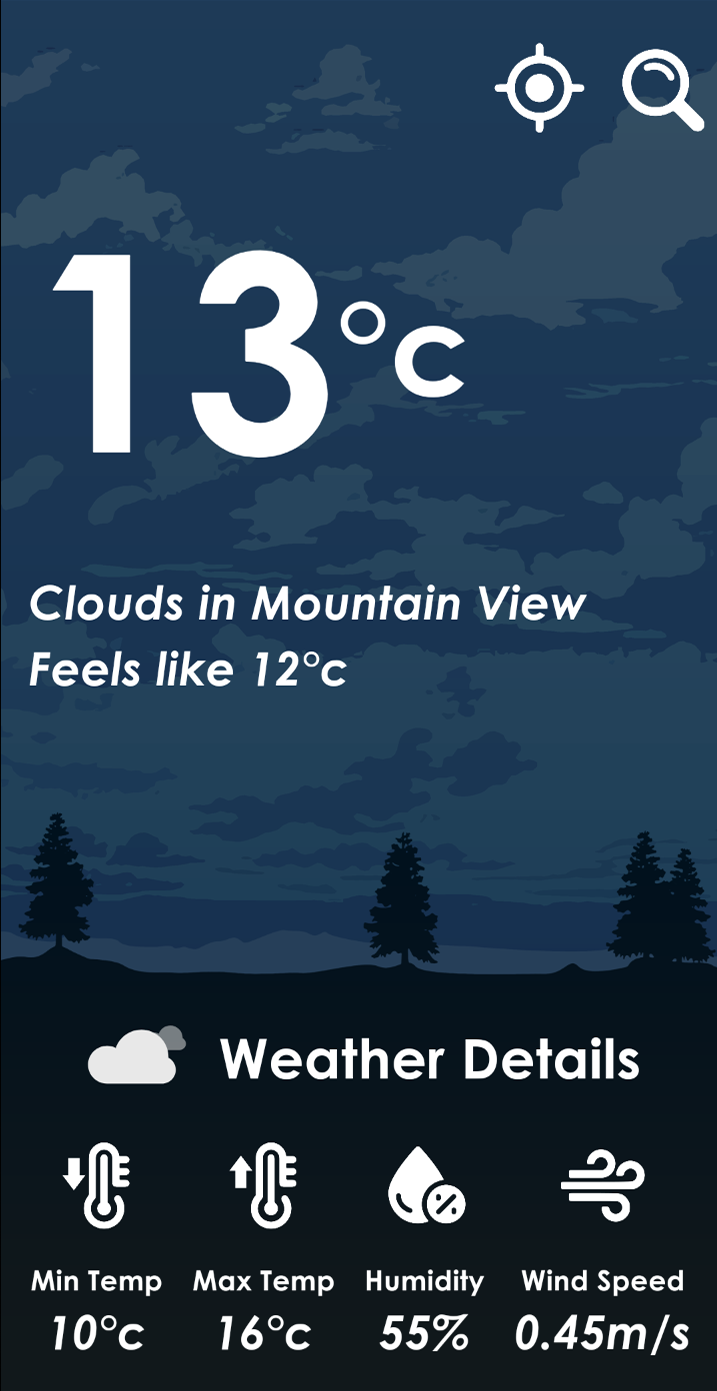 13°c
Clouds in Mountain View
Feels like 12°c
Weather Details
Min Temp Max Temp Humidity Wind Speed
10°c 16°c 55% 0.45m/s